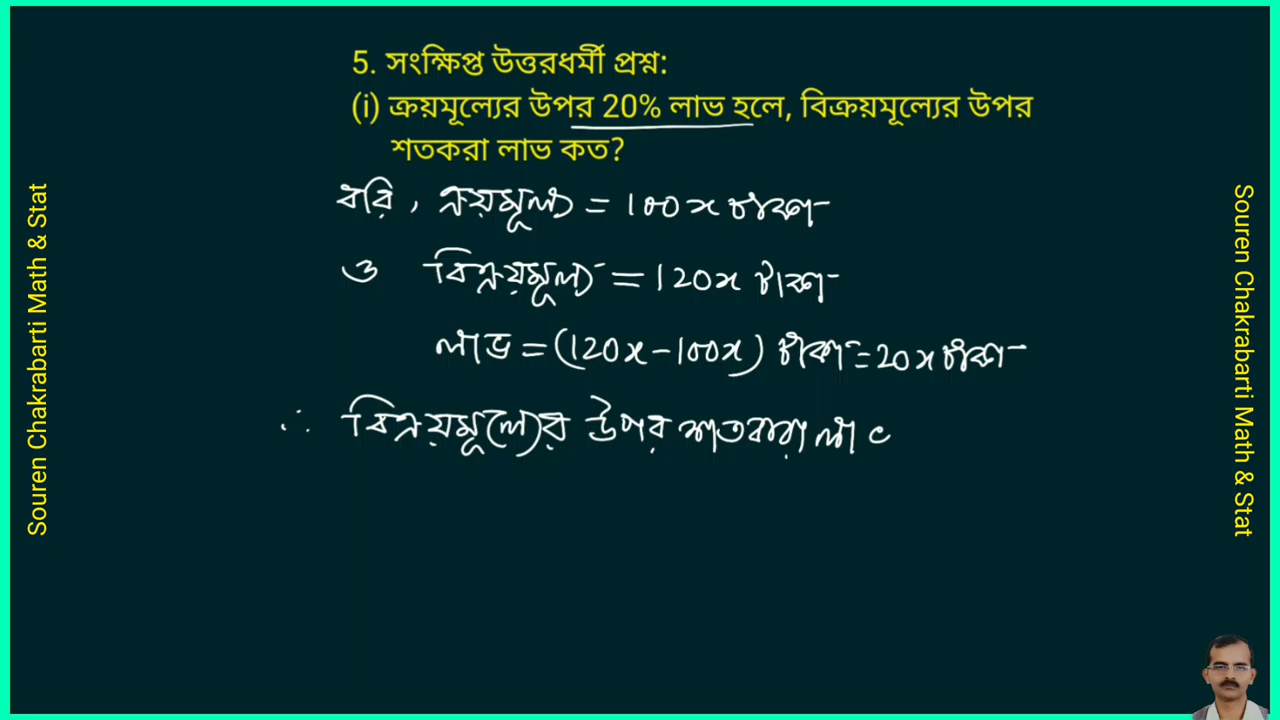 5. সংক্ষিপ্ত উত্তরধর্মী প্রশ্ন:
(i) ক্রয়মূল্যের উপর 20% লাভ হলে, বিক্রয়মূল্যের উপর
শতকরা লাভ কত?
ধরি, ক্রয়মূল্য = 100x টাকা
ও বিক্রয়মূল্য = 120x টাকা
লাভ = (120x-100x) টাকা = 20x টাকা
∴ বিক্রয়মূল্যের উপর শতকরা লা
Souren Chakrabarti Math & Stat
Souren Chakrabarti Math & Stat